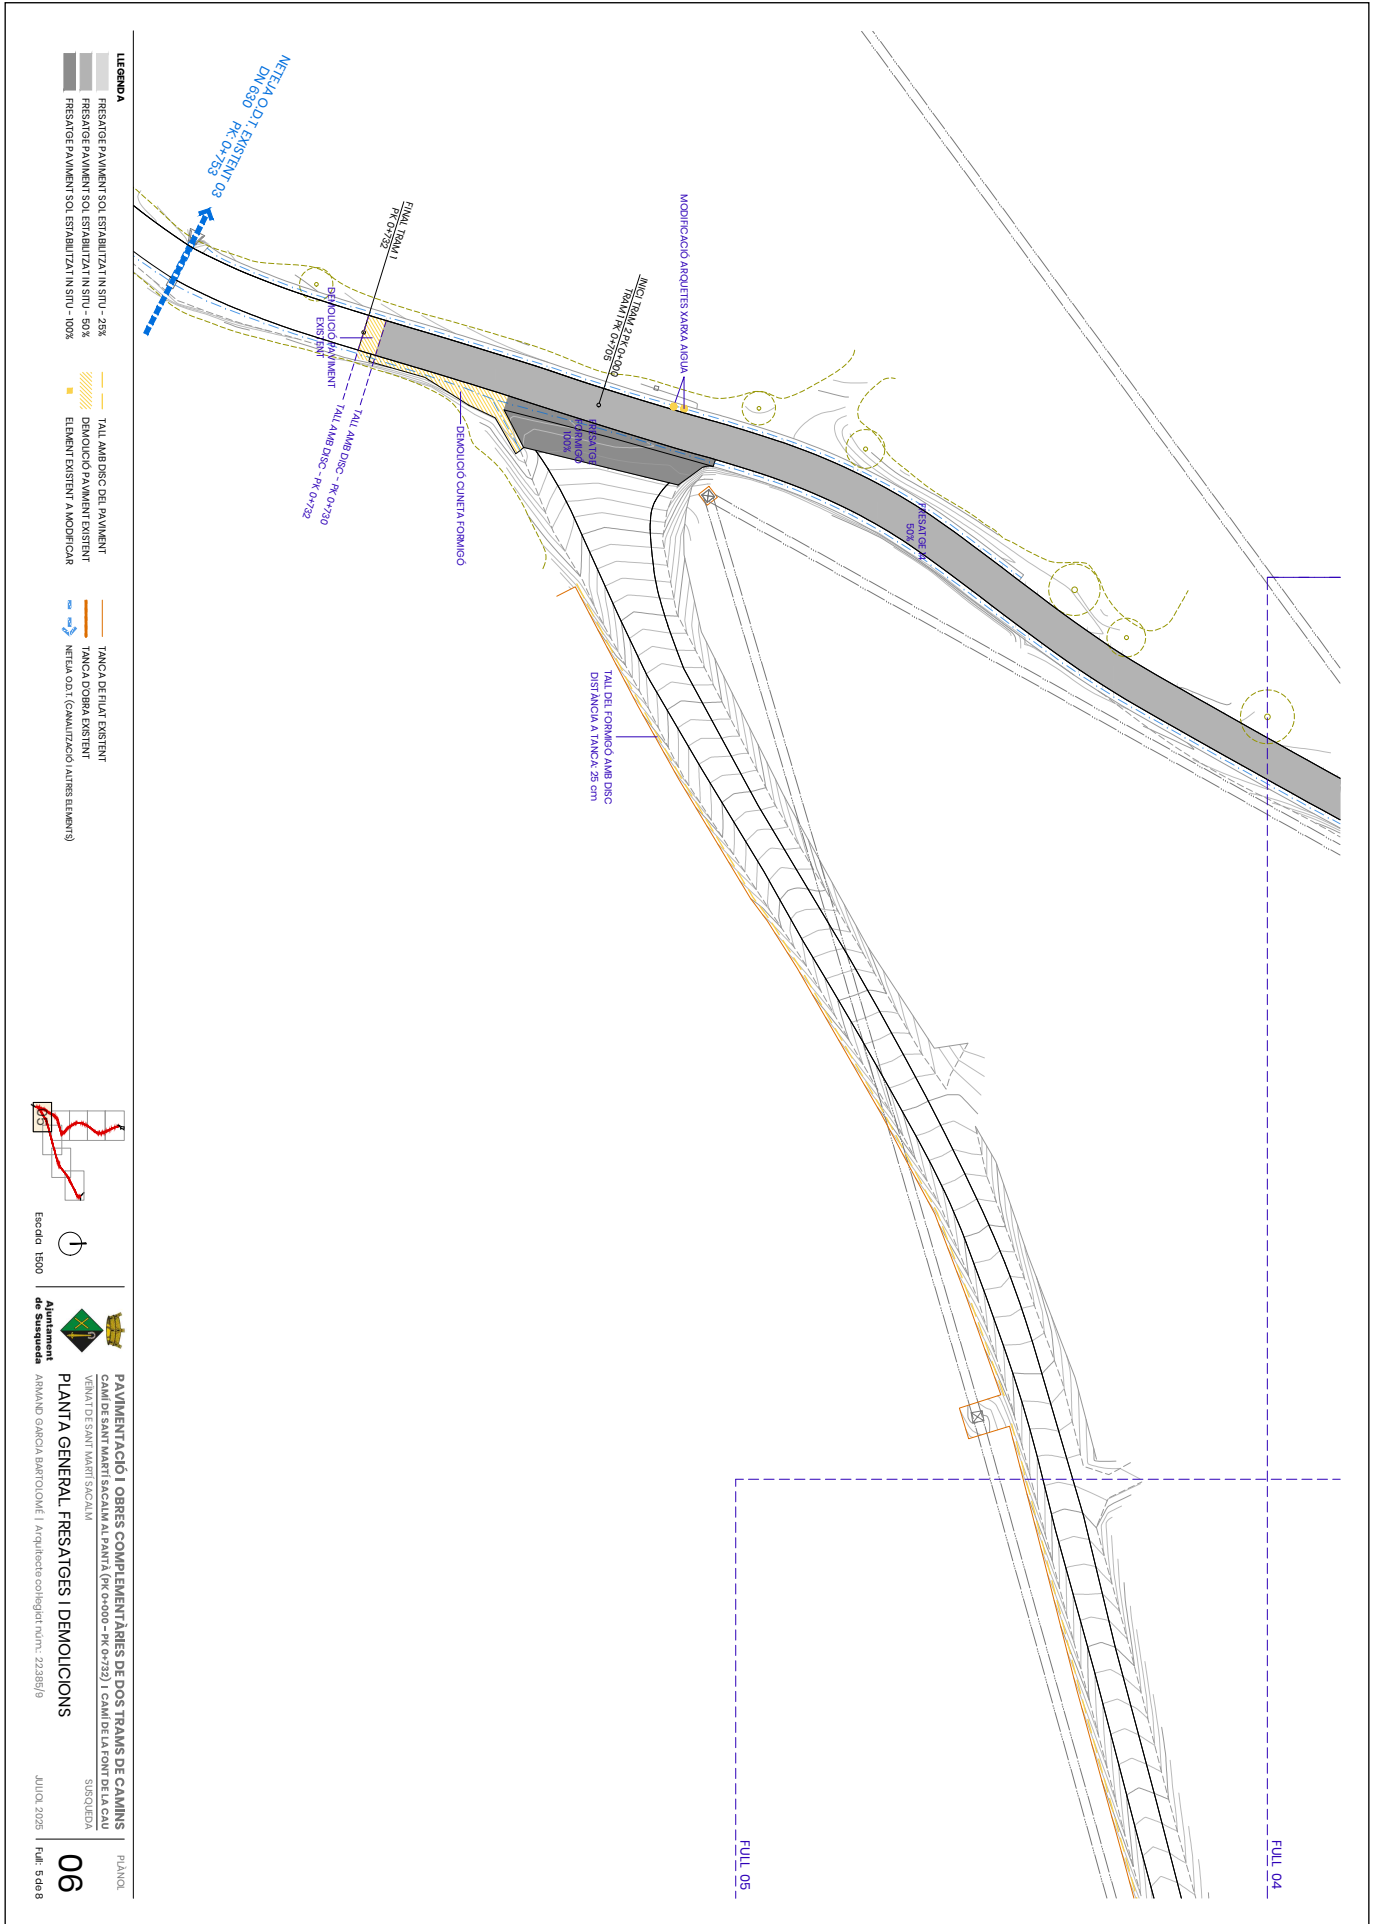 NETEJA O.D.T. EXISTENT 03
DN 630    PK: 0+753
FINAL TRAM 1
PK 0+732
MODIFICACIÓ ARQUETES XARXA AIGUA
INICI TRAM 2 PK 0+000
TRAM 1 PK 0+705
DEMOLICIÓ PAVIMENT
EXISTENT
TALL AMB DISC - PK 0+730
TALL AMB DISC - PK 0+732
DEMOLICIÓ CUNETA FORMIGÓ
FRESATGE
FORMIGÓ
100%
50%
TALL DEL FORMIGÓ AMB DISC
DISTÀNCIA A TANCA: 25 cm
FULL 04
FULL 05
LLEGENDA
FRESATGE PAVIMENT SOL ESTABILITZAT IN SITU - 25%
FRESATGE PAVIMENT SOL ESTABILITZAT IN SITU - 50%
FRESATGE PAVIMENT SOL ESTABILITZAT IN SITU - 100%
TALL AMB DISC DEL PAVIMENT
DEMOLICIÓ PAVIMENT EXISTENT
ELEMENT EXISTENT A MODIFICAR
TANCA DE FILAT EXISTENT
TANCA D'OBRA EXISTENT
NETEJA O.D.T. (CANALITZACIÓ I ALTRES ELEMENTS)
05
Escala 1:500
Ajuntament
de Susqueda
PAVIMENTACIÓ I OBRES COMPLEMENTÀRIES DE DOS TRAMS DE CAMINS
CAMÍ DE SANT MARTÍ SACALM AL PANTÀ (PK 0+000 - PK 0+732) I CAMÍ DE LA FONT DE LA CAU
VEÏNAT DE SANT MARTÍ SACALM
SUSQUEDA
PLANTA GENERAL FRESATGES I DEMOLICIONS
ARMAND GARCIA BARTOLOMÉ | Arquitecte col·legiat núm.: 22385/9
JULIOL 2025
PLÀNOL
06
Full: 5 de 8